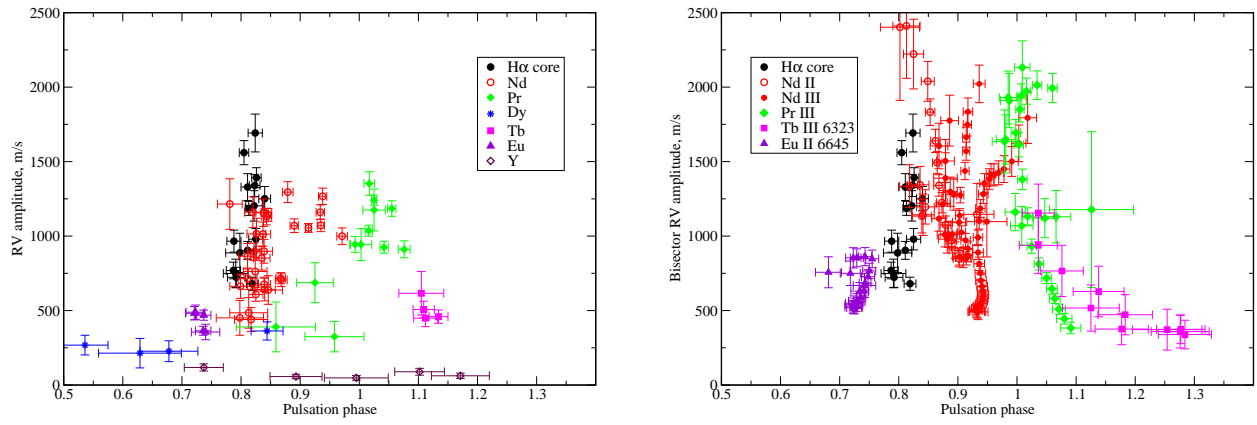 2500
2000
1500
1000
500
0
RV amplitude, m/s
0.5 0.6 0.7 0.8 0.9 1 1.1 1.2 1.3
Pulsation phase
Hα core
Nd
Pr
Dy
Tb
Eu
Y
2500
2000
1500
1000
500
0
Bisector RV amplitude, m/s
0.6 0.7 0.8 0.9 1 1.1 1.2 1.3
Pulsation phase
Hα core
Nd II
Nd III
Pr III
Tb III 6323
Eu II 6645